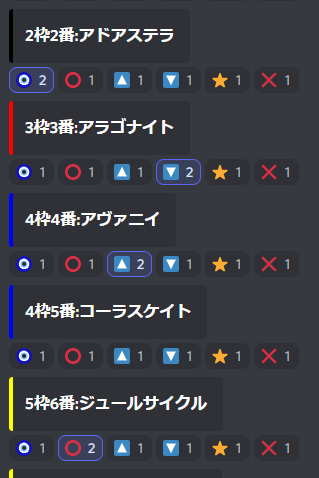 2枠2番:アドアステラ
2 1 1 1 1 1
3枠3番:アラゴナイト
1 1 1 2 1 1
4枠4番:アヴァニイ
1 1 2 1 1 1
4枠5番:コーラスケイト
1 1 1 1 1 1
5枠6番:ジュールサイクル
1 2 1 1 1 1